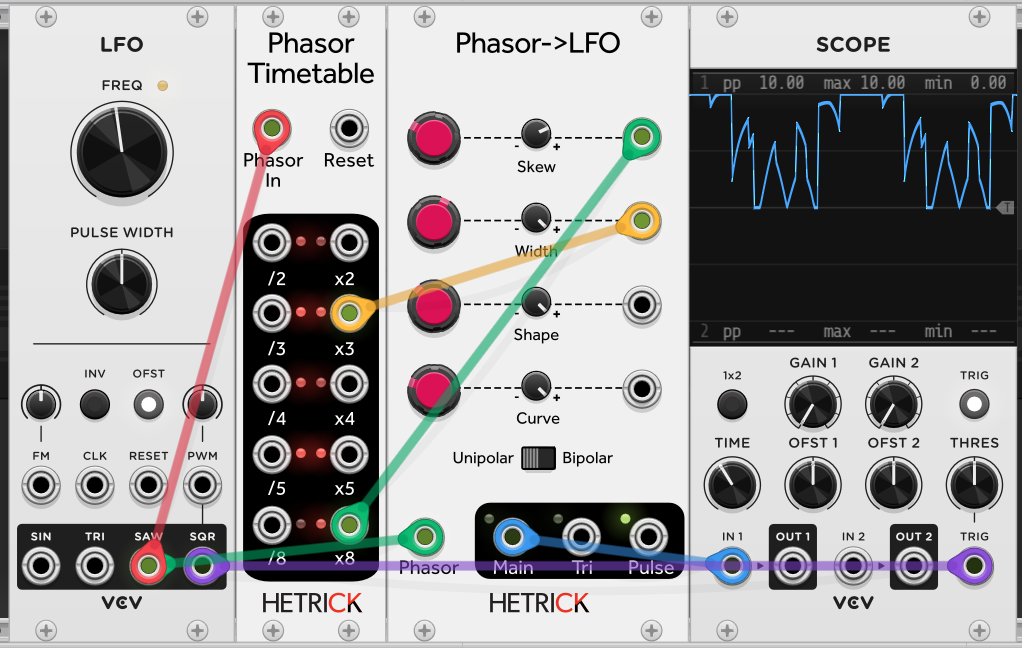 LFO
FREQ
PULSE WIDTH
INV OFST
FM CLK RESET PWM
SIN TRI SAW SQR
VCV
Phasor
Timetable
Phasor
In
Reset
/2 x2
/3 x3
/4 x4
/5 x5
/8 x8
HETRICK
Phasor->LFO
Skew
- +
Width
- +
Shape
- +
Curve
- +
Unipolar Bipolar
Phasor
Main Tri Pulse
HETRICK
SCOPE
1 pp 10.00 max 10.00 min 0.00
T
2 pp --- max --- min ---
1x2 GAIN 1 GAIN 2 TRIG
TIME OFST 1 OFST 2 THRES
IN 1 OUT 1 IN 2 OUT 2 TRIG
VCV